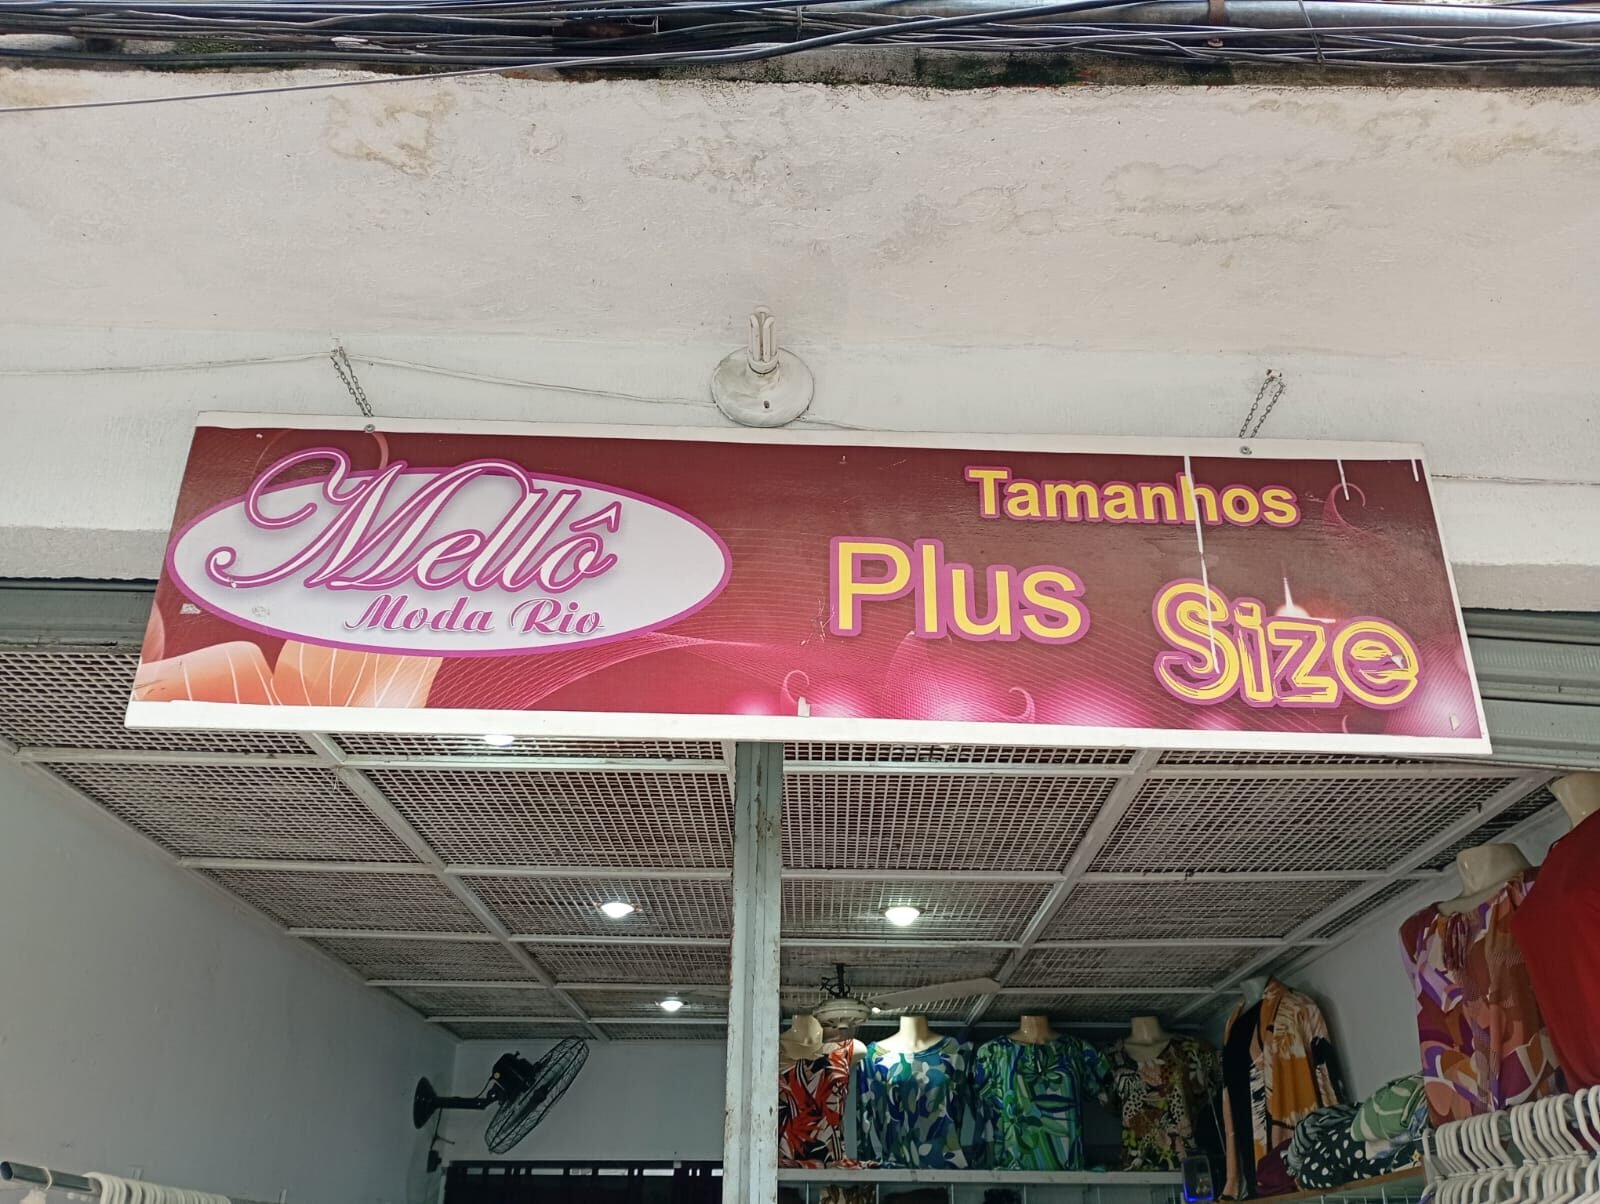 Mellô
Moda Rio
Tamanhos
Plus Size